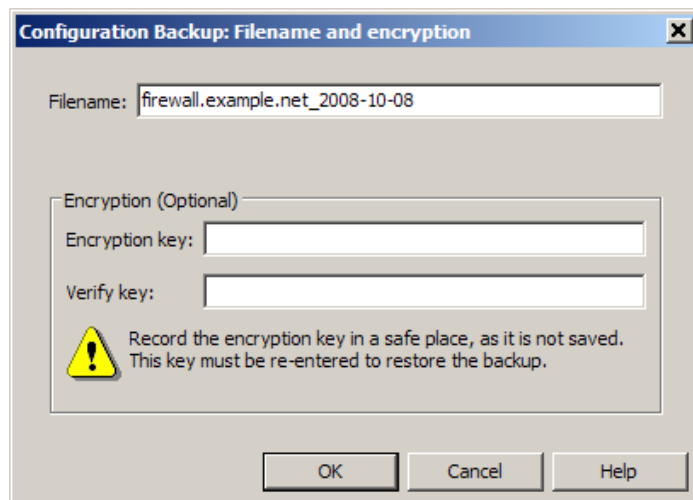 Configuration Backup: Filename and encryption
Filename: firewall.example.net_2008-10-08
Encryption (Optional)
Encryption key:
Verify key:
Record the encryption key in a safe place, as it is not saved.
This key must be re-entered to restore the backup.
OK Cancel Help